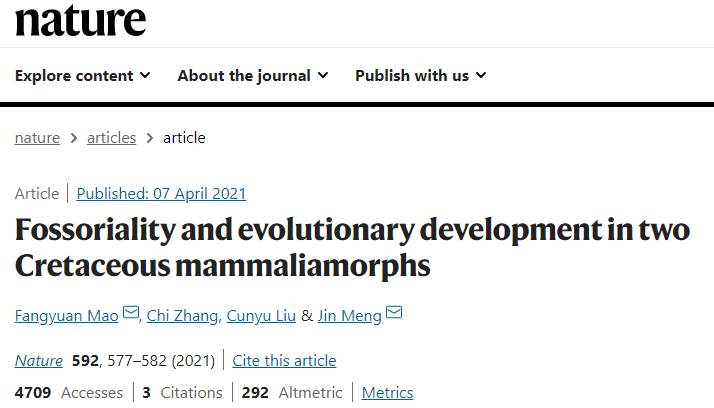 nature
Explore content About the journal Publish with us
nature > articles > article
Article | Published: 07 April 2021
Fossoriality and evolutionary development in two
Cretaceous mammaliamorphs
Fangyuan Mao, Chi Zhang, Cunyu Liu & Jin Meng
Nature 592, 577–582 (2021) | Cite this article
4709 Accesses | 3 Citations | 292 Altmetric | Metrics